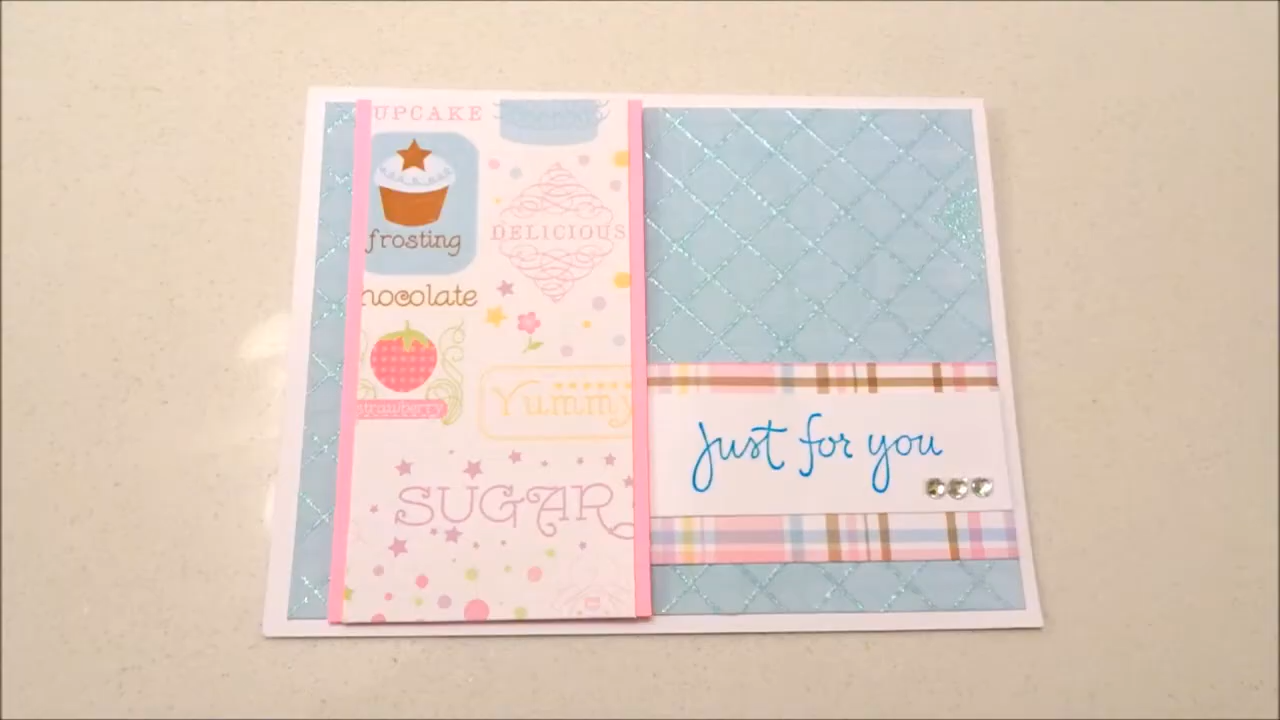 UPCAKE
frosting
DELICIOUS
hocolate
strawberry
Yummy
SUGAR
Just for you